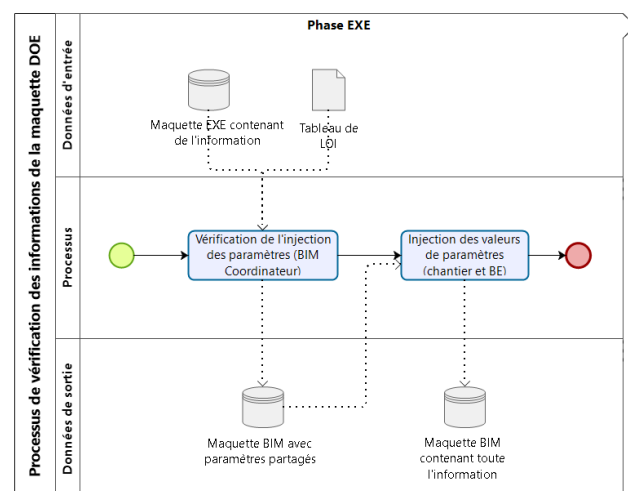 Processus de vérification des informations de la maquette DOE
Phase EXE
Données d'entrée
Maquette EXE contenant
de l'information
Tableau de
LOI
Processus
Vérification de l'injection
des paramètres (BIM
Coordinateur)
Injection des valeurs
de paramètres
(chantier et BE)
Données de sortie
Maquette BIM avec
paramètres partagés
Maquette BIM
contenant toute
l'information